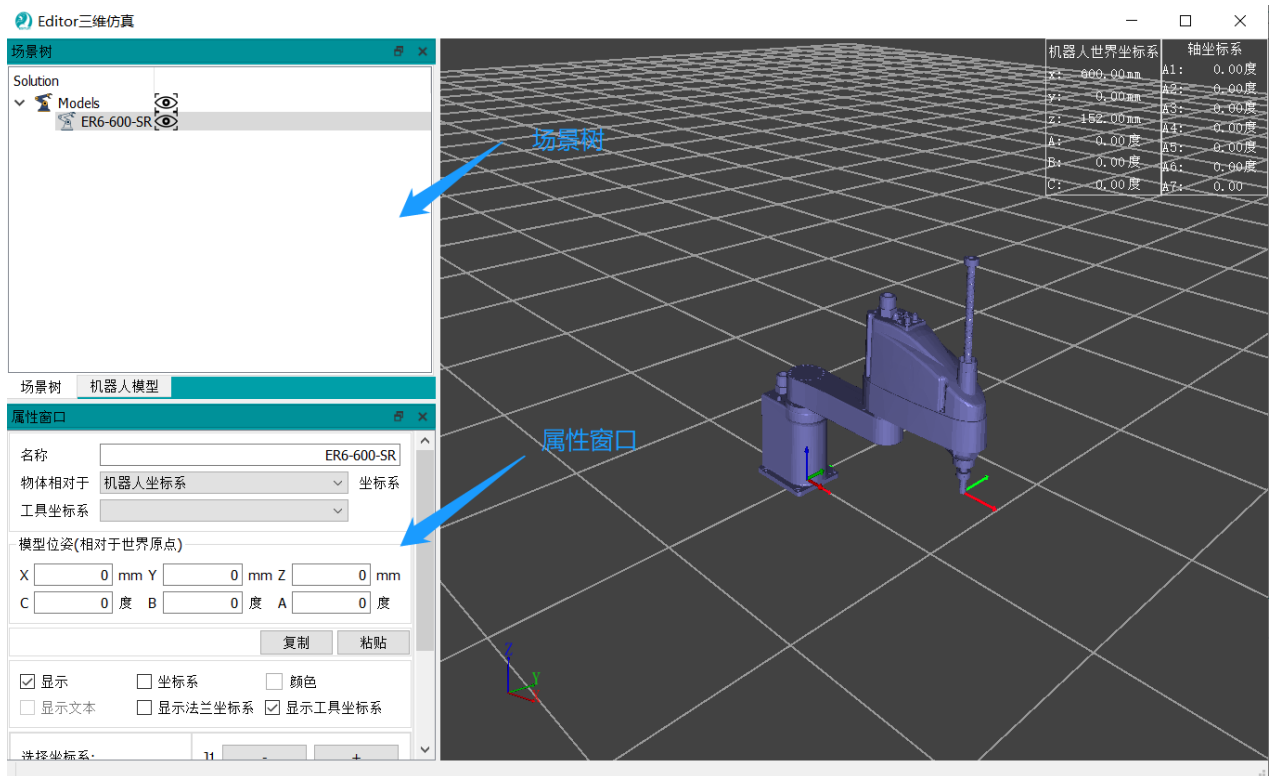 Editor三维仿真
场景树
Solution
Models
ER6-600-SR
场景树
场景树 机器人模型
属性窗口
名称 ER6-600-SR
物体相对于 机器人坐标系 坐标系
工具坐标系
模型位姿(相对于世界原点)
X 0 mm Y 0 mm Z 0 mm
C 0 度 B 0 度 A 0 度
复制 粘贴
显示 坐标系 颜色
显示文本 显示法兰坐标系 显示工具坐标系
选择坐标系: J1 - +
属性窗口
机器人世界坐标系
x: 600.00mm
y: 0.00mm
z: 152.00mm
A: 0.00度
B: 0.00度
C: 0.00度
轴坐标系
A1: 0.00度
A2: 0.00度
A3: 0.00度
A4: 0.00度
A5: 0.00度
A6: 0.00度
A7: 0.00
Z
Y
X